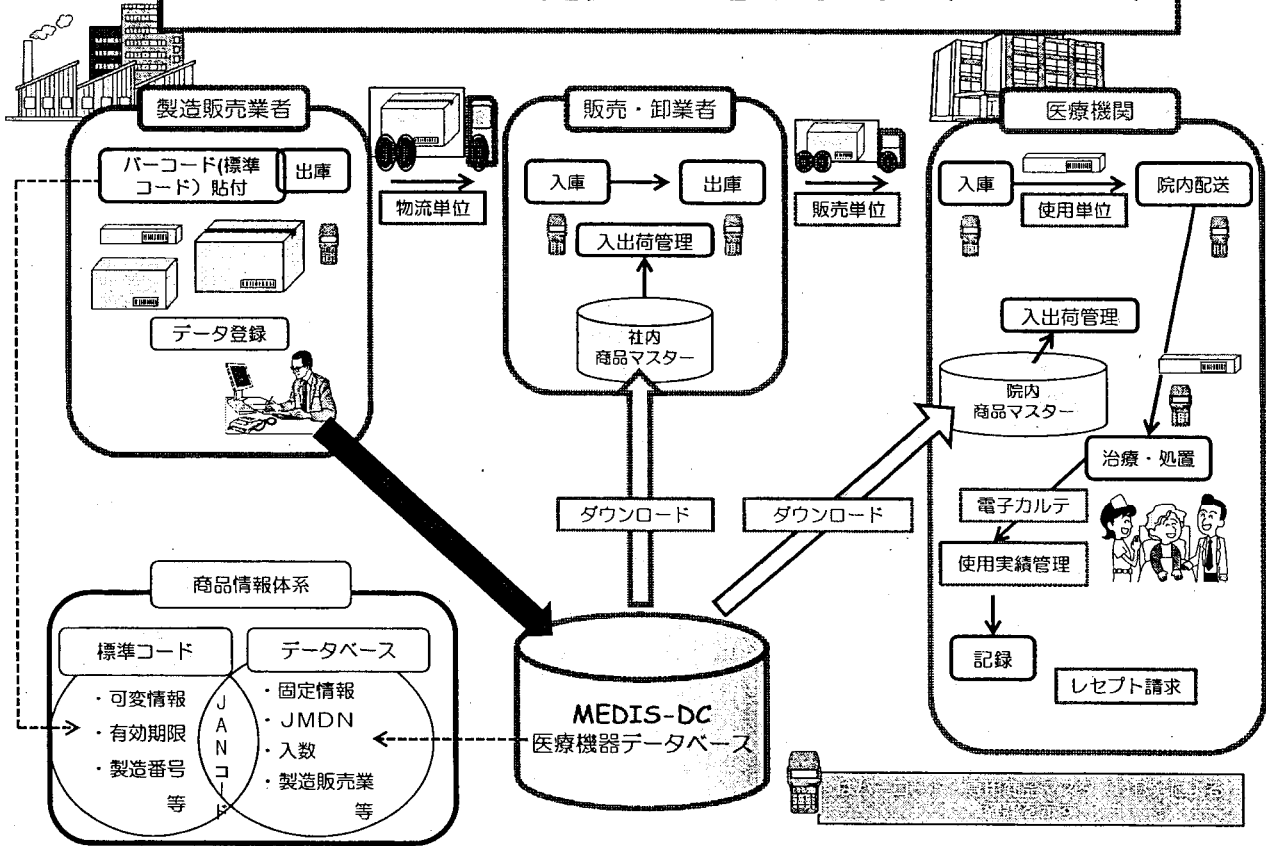 製造販売業者
バーコード(標準
コード）貼付
出庫
データ登録
物流単位
販売・卸業者
入庫
出庫
入出荷管理
社内
商品マスター
販売単位
医療機関
入庫
使用単位
院内配送
入出荷管理
院内
商品マスター
治療・処置
電子カルテ
使用実績管理
記録
レセプト請求
ダウンロード
ダウンロード
商品情報体系
標準コード
データベース
・可変情報
・有効期限
・製造番号
等
JANコード
・固定情報
・JMDN
・入数
・製造販売業
等
MEDIS-DC
医療機器データベース